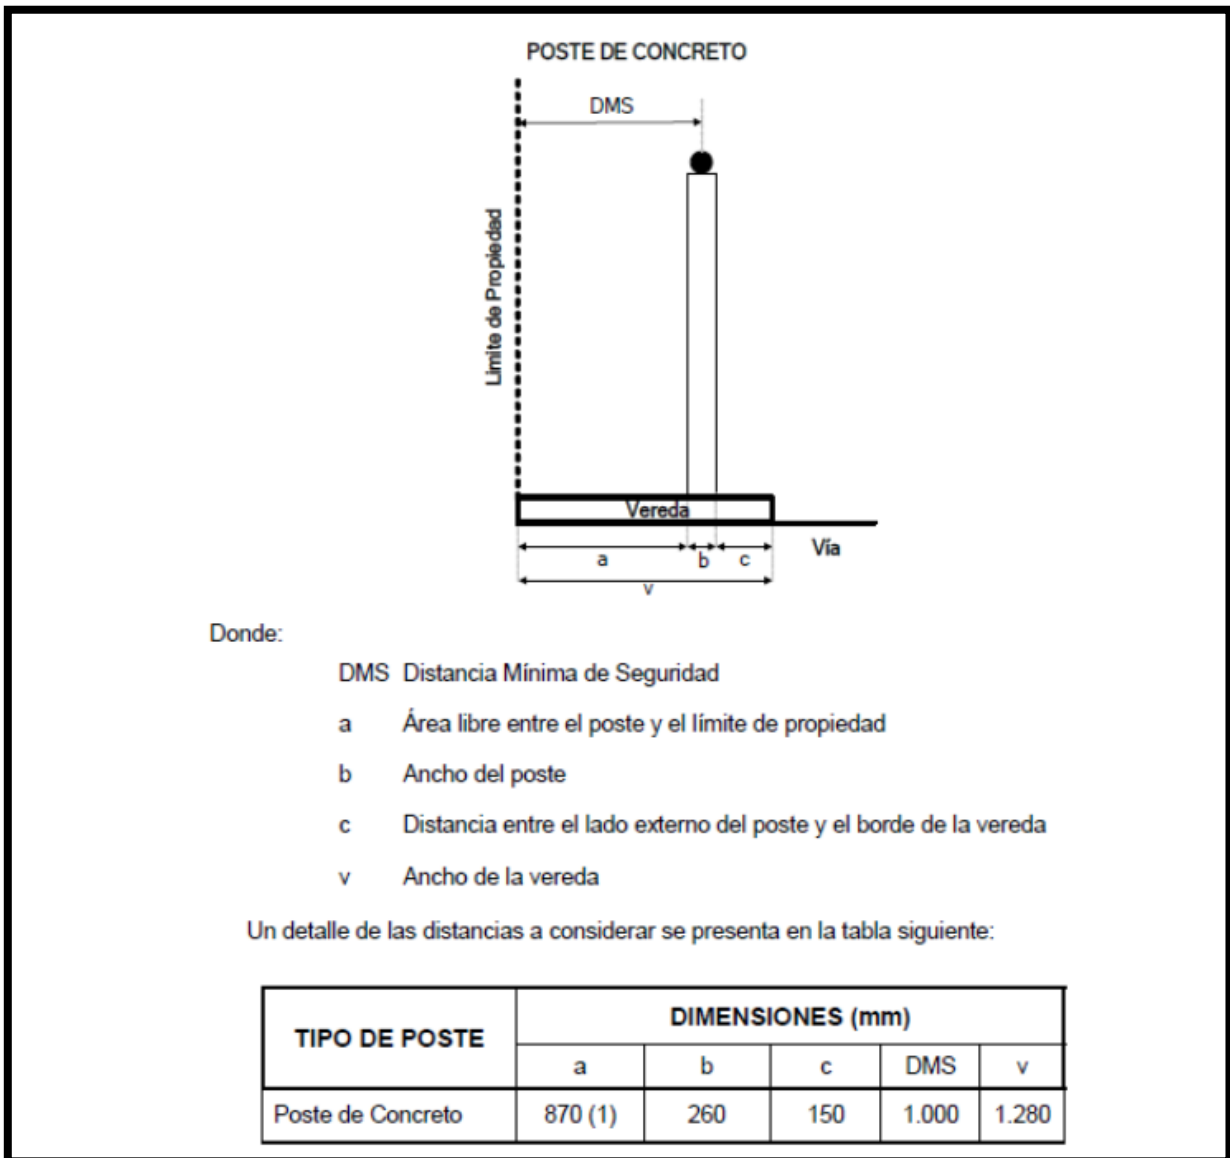 POSTE DE CONCRETO
DMS
Limite de Propiedad
Vereda
Vía
a
b
c
v
Donde:
DMS Distancia Mínima de Seguridad
a Área libre entre el poste y el límite de propiedad
b Ancho del poste
c Distancia entre el lado externo del poste y el borde de la vereda
v Ancho de la vereda
Un detalle de las distancias a considerar se presenta en la tabla siguiente:
TIPO DE POSTE
DIMENSIONES (mm)
a b c DMS v
Poste de Concreto 870 (1) 260 150 1.000 1.280